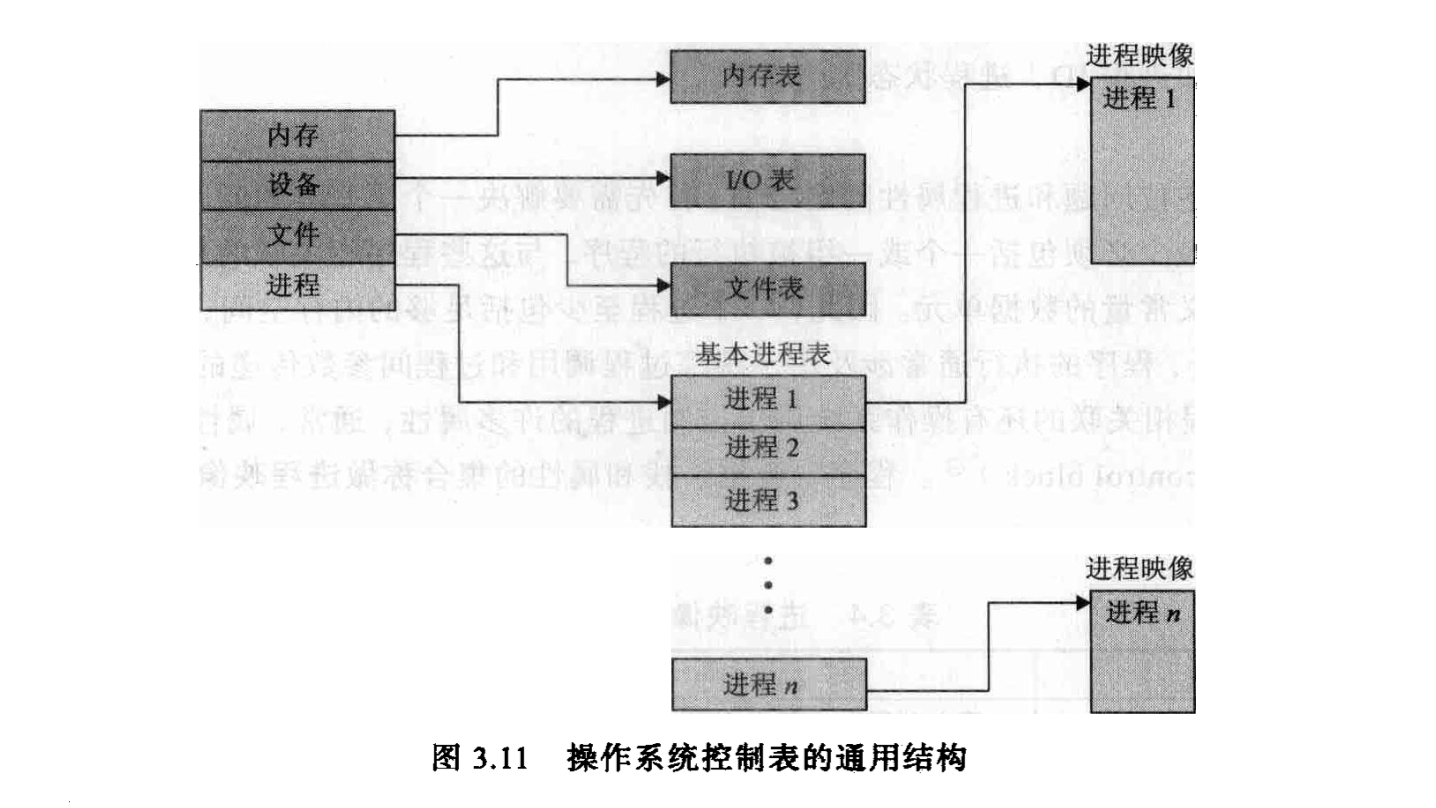 内存
设备
文件
进程
内存表
I/O 表
文件表
基本进程表
进程 1
进程 2
进程 3
进程 n
进程映像
进程 1
进程映像
进程 n
图 3.11 操作系统控制表的通用结构